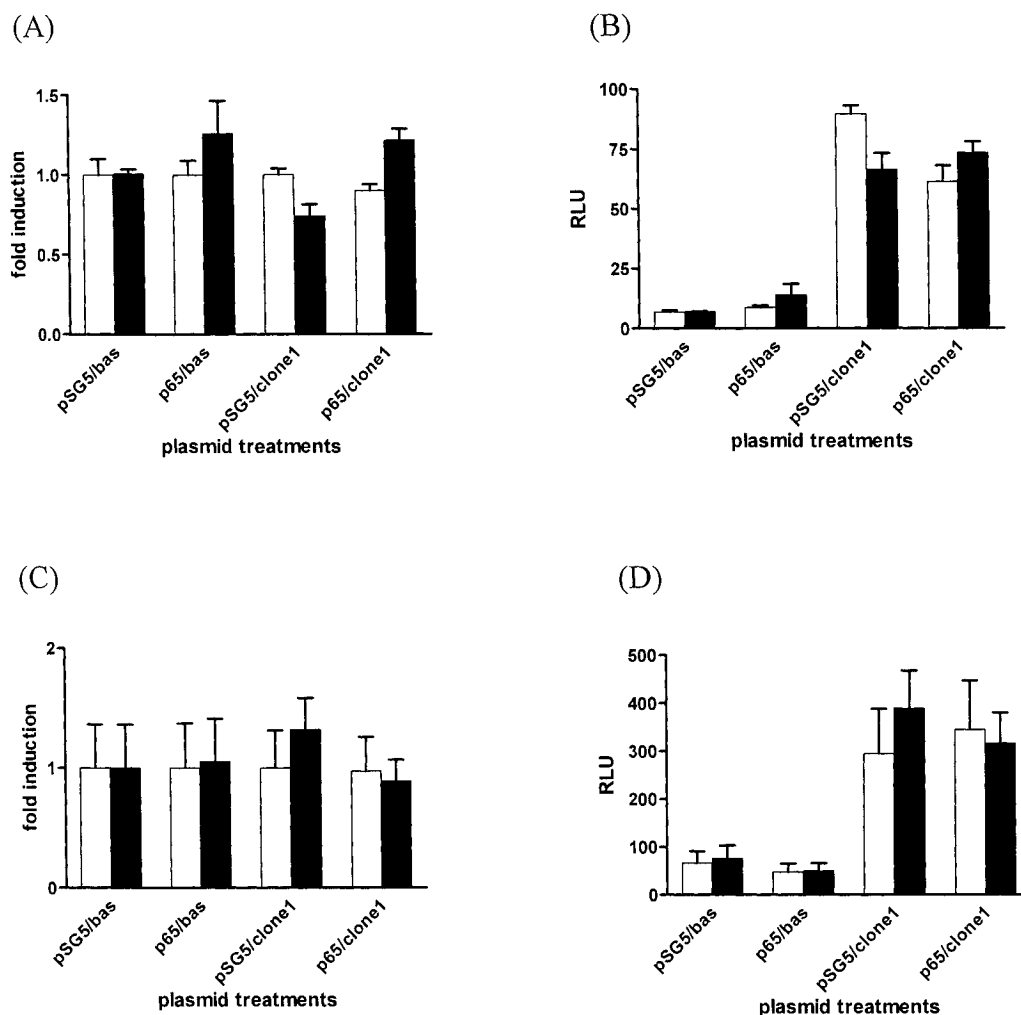 (A)
fold induction
1.5
1.0
0.5
0.0
pSG5/bas
p65/bas
pSG5/clone1
p65/clone1
plasmid treatments
(B)
RLU
100
75
50
25
0
pSG5/bas
p65/bas
pSG5/clone1
p65/clone1
plasmid treatments
(C)
fold induction
2
1
0
pSG5/bas
p65/bas
pSG5/clone1
p65/clone1
plasmid treatments
(D)
RLU
500
400
300
200
100
0
pSG5/bas
p65/bas
pSG5/clone1
p65/clone1
plasmid treatments